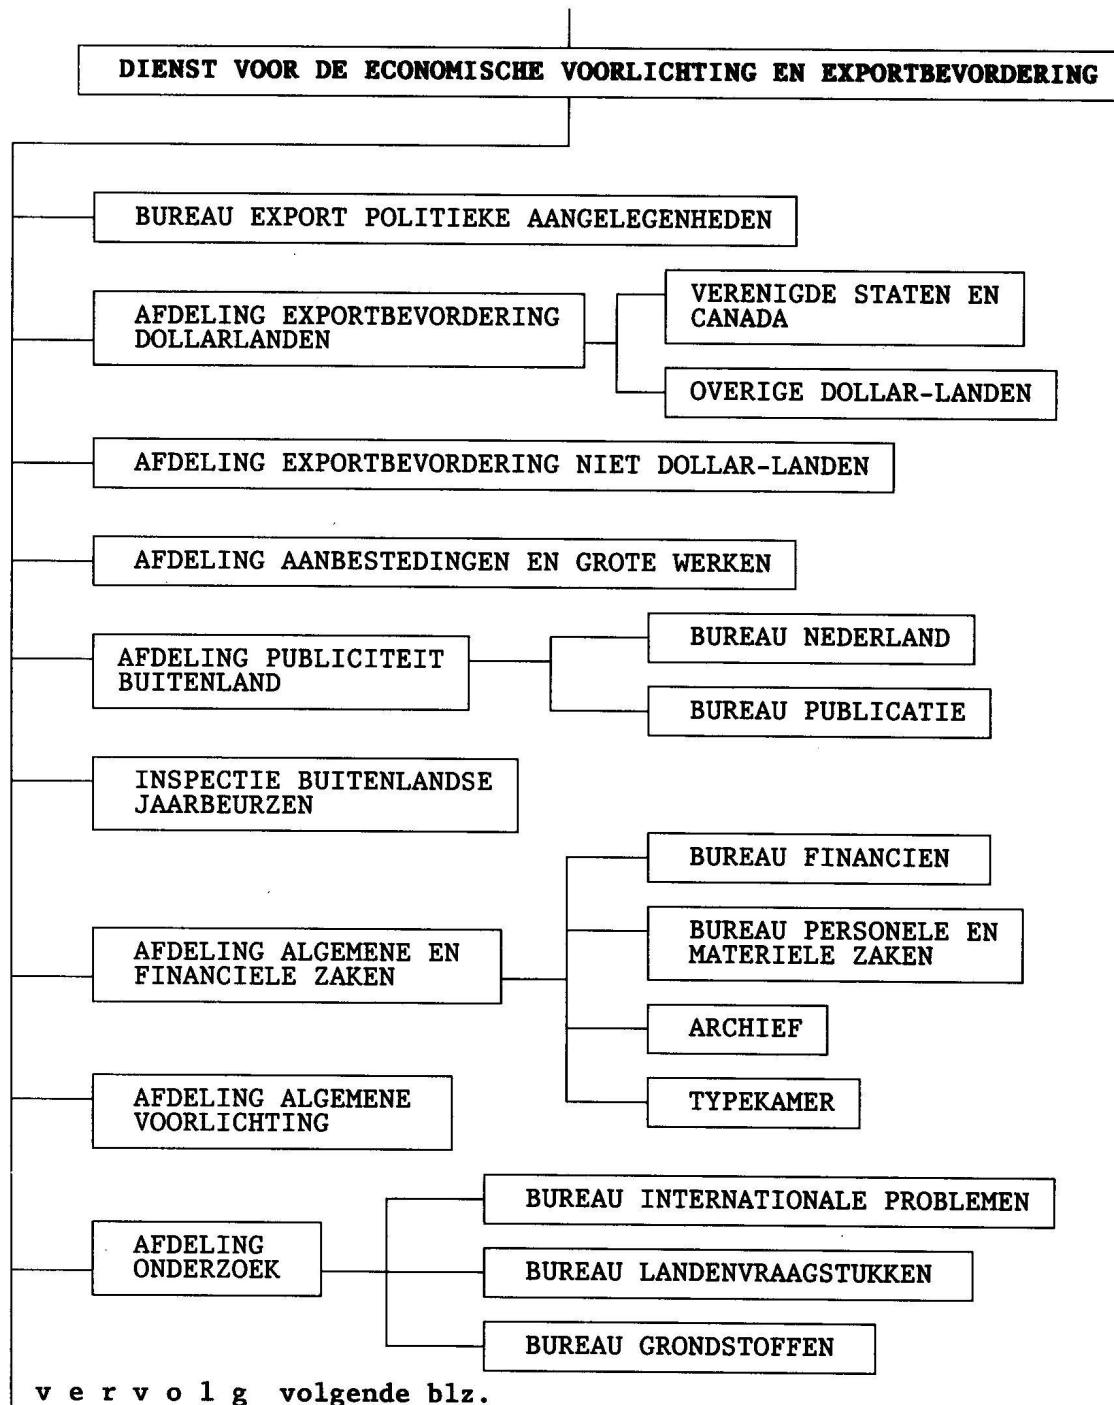 DIENST VOOR DE ECONOMISCHE VOORLICHTING EN EXPORTBEVORDERING
BUREAU EXPORT POLITIEKE AANGELEGENHEDEN
AFDELING EXPORTBEVORDERING
DOLLARLANDEN
VERENIGDE STATEN EN
CANADA
OVERIGE DOLLAR-LANDEN
AFDELING EXPORTBEVORDERING NIET DOLLAR-LANDEN
AFDELING AANBESTEDINGEN EN GROTE WERKEN
AFDELING PUBLICITEIT
BUITENLAND
BUREAU NEDERLAND
BUREAU PUBLICATIE
INSPECTIE BUITENLANDSE
JAARBEURZEN
AFDELING ALGEMENE EN
FINANCIELE ZAKEN
BUREAU FINANCIEN
BUREAU PERSONELE EN
MATERIELE ZAKEN
ARCHIEF
TYPEKAMER
AFDELING ALGEMENE
VOORLICHTING
AFDELING
ONDERZOEK
BUREAU INTERNATIONALE PROBLEMEN
BUREAU LANDENVRAAGSTUKKEN
BUREAU GRONDSTOFFEN
v e r v o l g volgende blz.